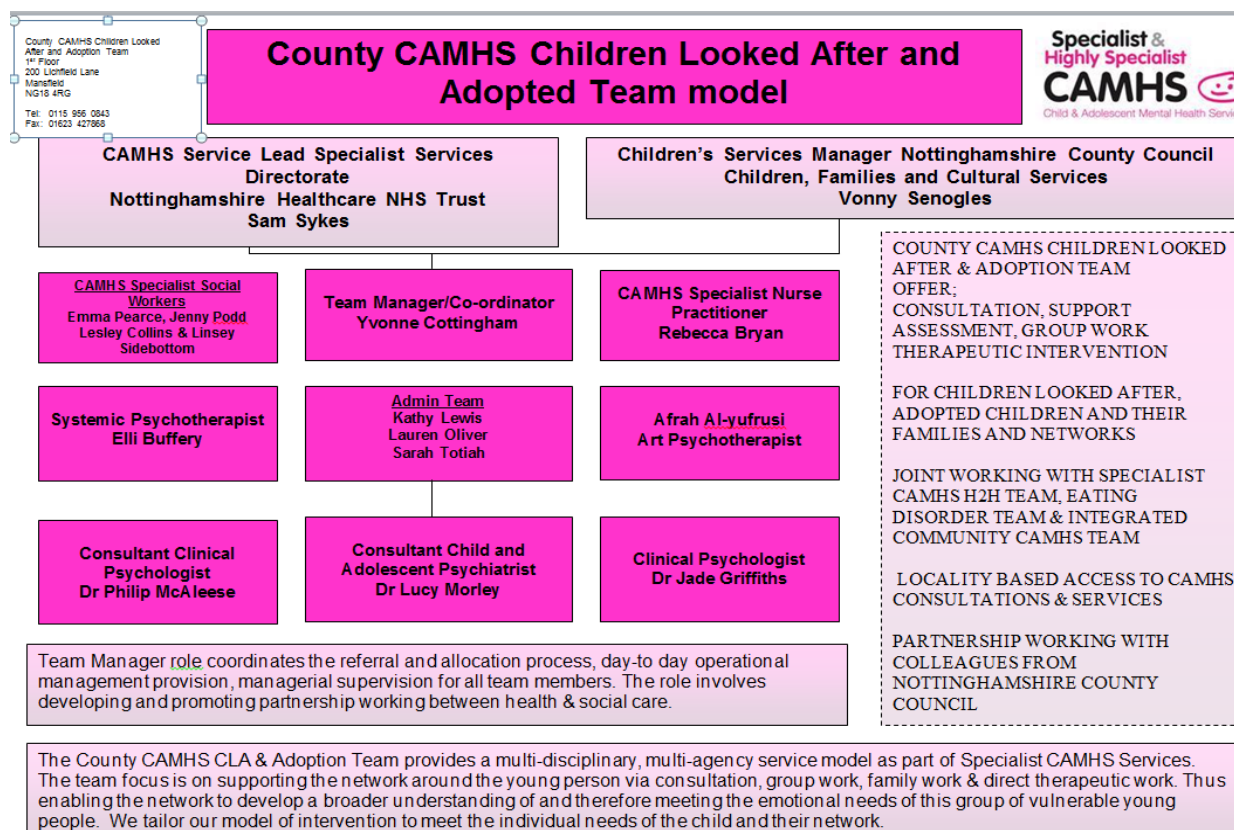 County CAMHS Children Looked
After and Adoption Team
1st Floor
200 Lichfield Lane
Mansfield
NG18 4RG
Tel: 0115 956 0843
Fax: 01623 427868
County CAMHS Children Looked After and
Adopted Team model
Specialist &
Highly Specialist
CAMHS
Child & Adolescent Mental Health
CAMHS Service Lead Specialist Services
Directorate
Nottinghamshire Healthcare NHS Trust
Sam Sykes
Children's Services Manager Nottinghamshire County Council
Children, Families and Cultural Services
Vonny Senogles
CAMHS Specialist Social
Workers
Emma Pearce, Jenny Podd
Lesley Collins & Linsey
Sidebottom
Team Manager/Co-ordinator
Yvonne Cottingham
CAMHS Specialist Nurse
Practitioner
Rebecca Bryan
Systemic Psychotherapist
Elli Buffery
Admin Team
Kathy Lewis
Lauren Oliver
Sarah Totiah
Afrah Al-yufrusi
Art Psychotherapist
Consultant Clinical
Psychologist
Dr Philip McAleese
Consultant Child and
Adolescent Psychiatrist
Dr Lucy Morley
Clinical Psychologist
Dr Jade Griffiths
COUNTY CAMHS CHILDREN LOOKED
AFTER & ADOPTION TEAM
OFFER;
CONSULTATION, SUPPORT
ASSESSMENT, GROUP WORK
THERAPEUTIC INTERVENTION
FOR CHILDREN LOOKED AFTER,
ADOPTED CHILDREN AND THEIR
FAMILIES AND NETWORKS
JOINT WORKING WITH SPECIALIST
CAMHS H2H TEAM, EATING
DISORDER TEAM & INTEGRATED
COMMUNITY CAMHS TEAM
LOCALITY BASED ACCESS TO CAMHS
CONSULTATIONS & SERVICES
PARTNERSHIP WORKING WITH
COLLEAGUES FROM
NOTTINGHAMSHIRE COUNTY
COUNCIL
Team Manager role coordinates the referral and allocation process, day-to day operational
management provision, managerial supervision for all team members. The role involves
developing and promoting partnership working between health & social care.
The County CAMHS CLA & Adoption Team provides a multi-disciplinary, multi-agency service model as part of Specialist CAMHS Services.
The team focus is on supporting the network around the young person via consultation, group work, family work & direct therapeutic work. Thus
enabling the network to develop a broader understanding of and therefore meeting the emotional needs of this group of vulnerable young
people. We tailor our model of intervention to meet the individual needs of the child and their network.